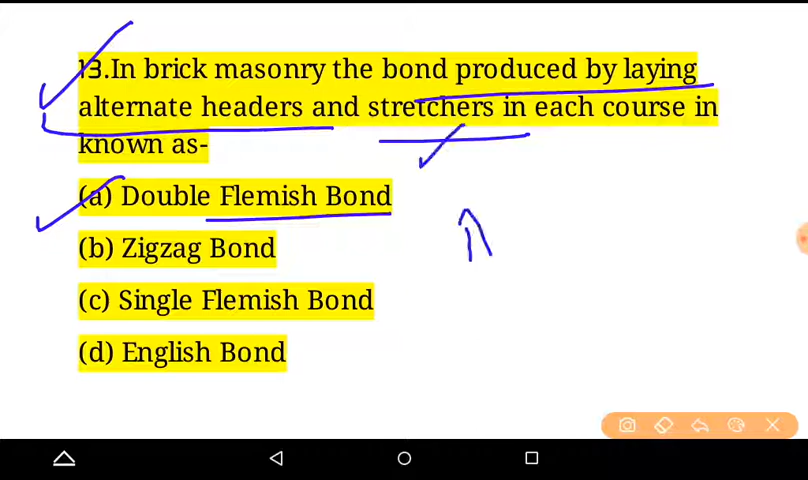 13.In brick masonry the bond produced by laying
alternate headers and stretchers in each course in
known as-
(a) Double Flemish Bond
(b) Zigzag Bond
(c) Single Flemish Bond
(d) English Bond